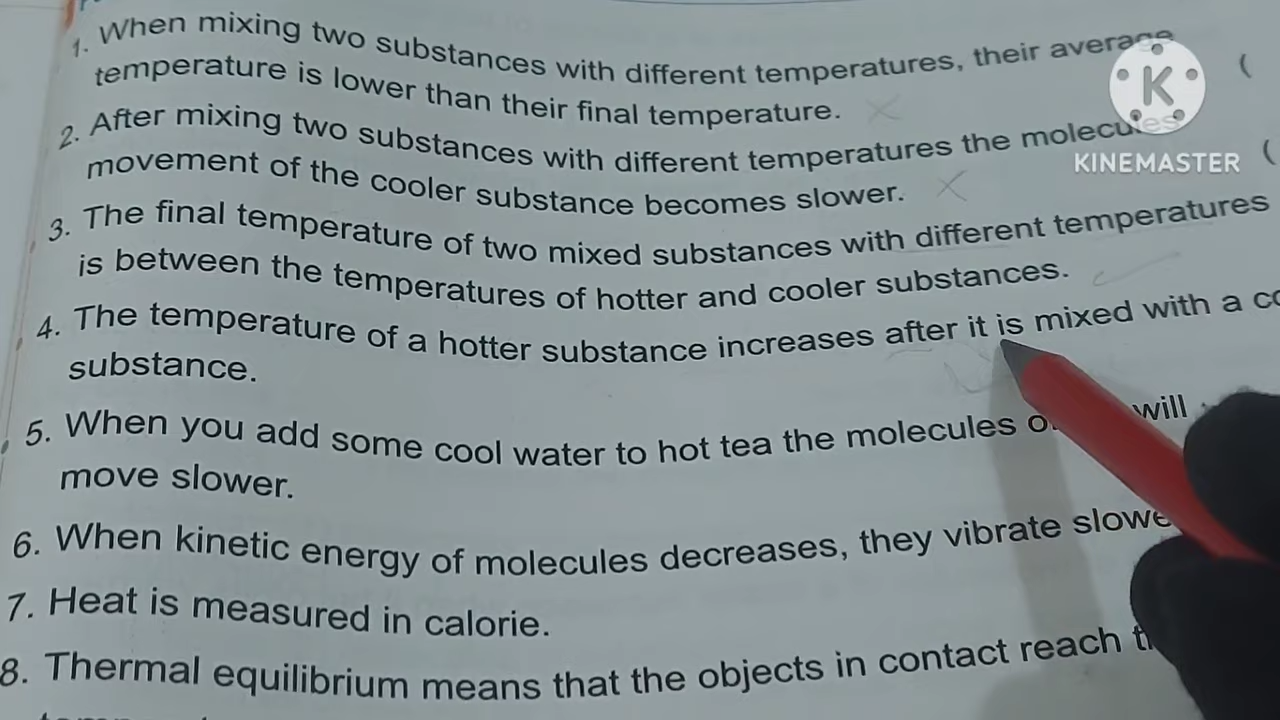 1. When mixing two substances with different temperatures, their average
temperature is lower than their final temperature. (
2. After mixing two substances with different temperatures the molecules
movement of the cooler substance becomes slower. (
3. The final temperature of two mixed substances with different temperatures
is between the temperatures of hotter and cooler substances.
4. The temperature of a hotter substance increases after it is mixed with a
substance.
5. When you add some cool water to hot tea the molecules will
move slower.
6. When kinetic energy of molecules decreases, they vibrate
7. Heat is measured in calorie.
8. Thermal equilibrium means that the objects in contact reach
K
KINEMASTER